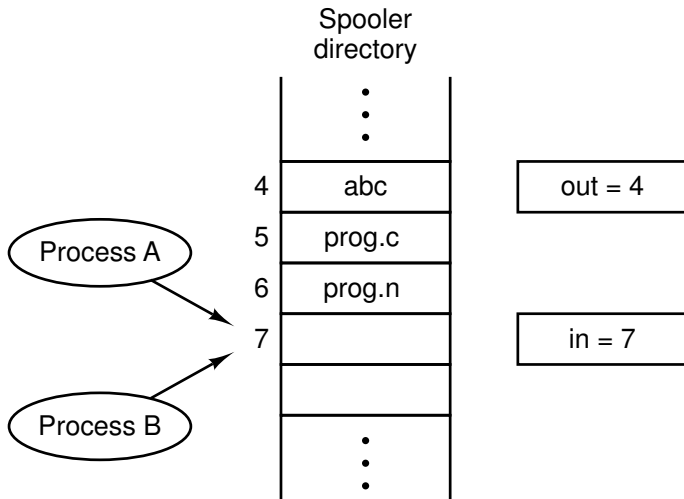 Spooler
directory
4 abc out = 4
Process A
5 prog.c
6 prog.n
7 in = 7
Process B